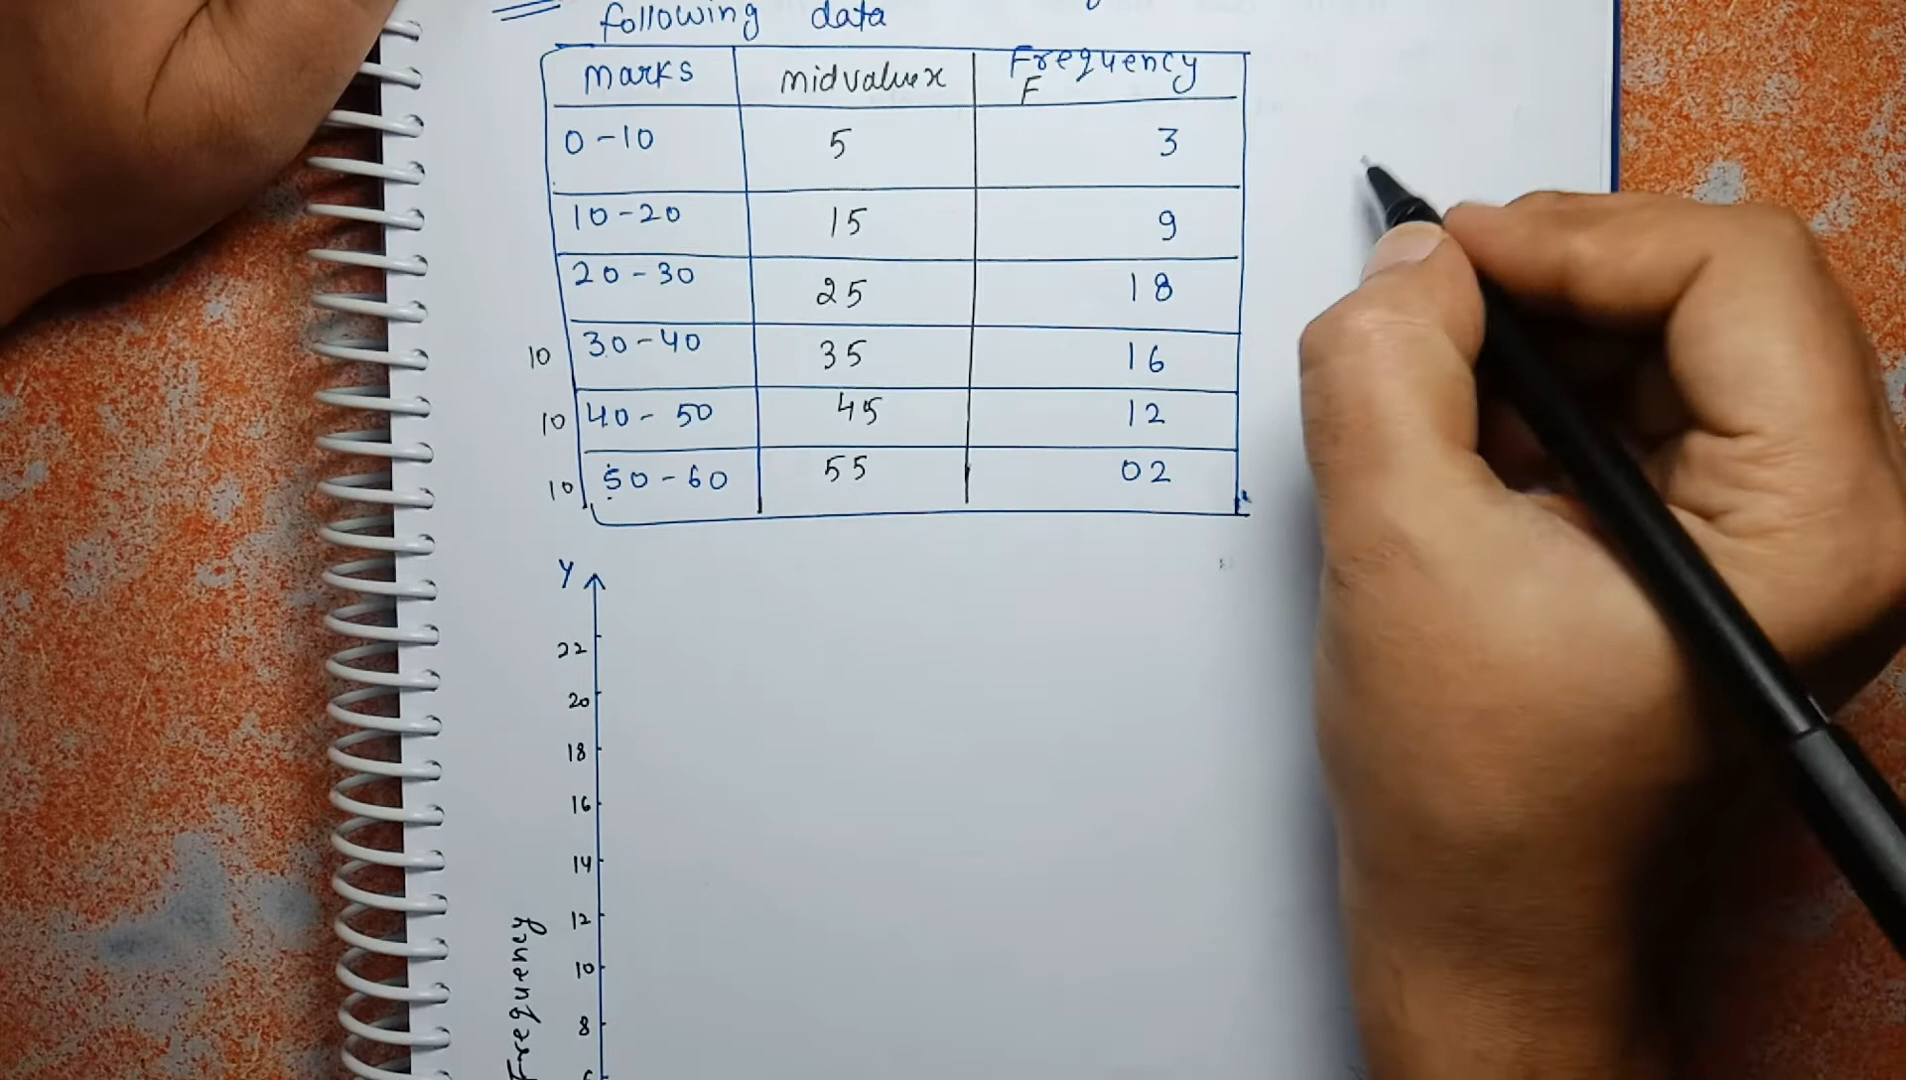 following data
marks midvalue x Frequency F
0-10 5 3
10-20 15 9
20-30 25 18
10 30-40 35 16
10 40-50 45 12
10 50-60 55 02
Y
22
20
18
16
14
12
10
8
6
Frequency